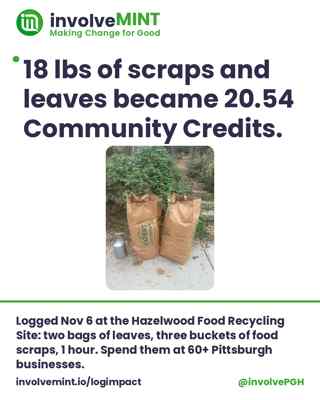 involveMINT
Making Change for Good
18 lbs of scraps and
leaves became 20.54
Community Credits.
Logged Nov 6 at the Hazelwood Food Recycling
Site: two bags of leaves, three buckets of food
scraps, 1 hour. Spend them at 60+ Pittsburgh
businesses.
involvemint.io/logimpact
@involvePGH